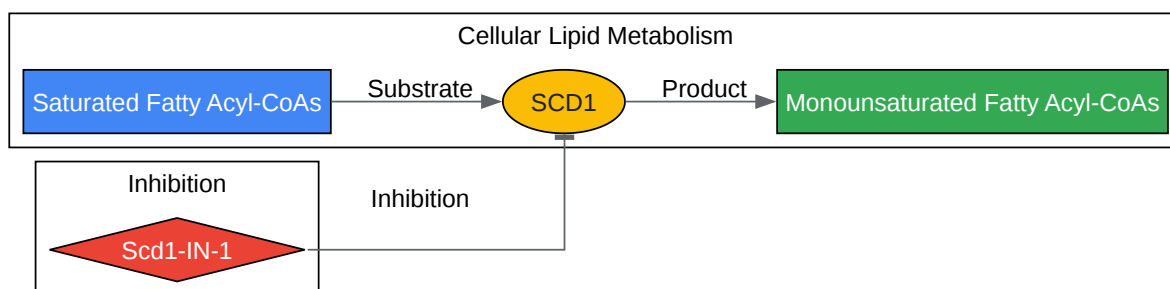 Cellular Lipid Metabolism
Saturated Fatty Acyl-CoAs
Substrate
SCD1
Product
Monounsaturated Fatty Acyl-CoAs
Inhibition
Inhibition
Scd1-IN-1